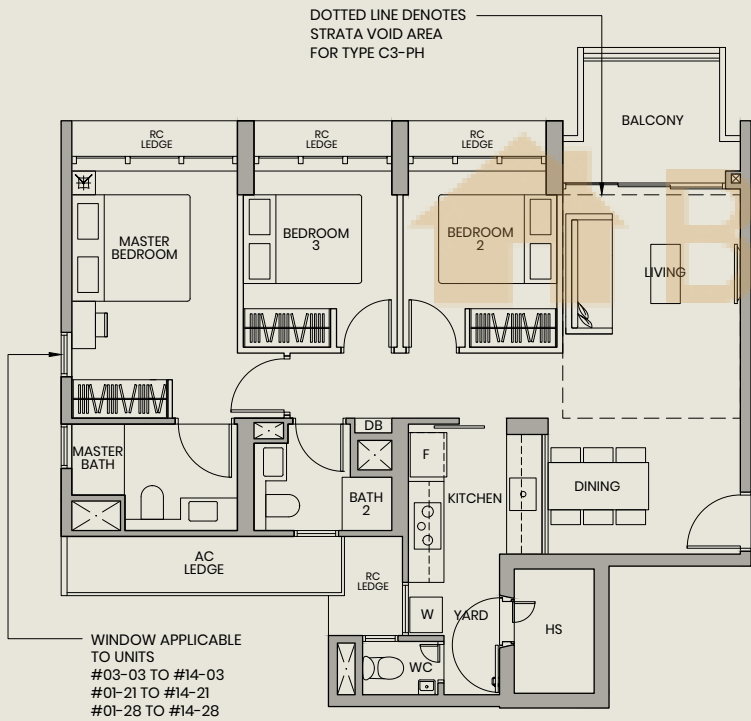 DOTTED LINE DENOTES
STRATA VOID AREA
FOR TYPE C3-PH
BALCONY
RC
LEDGE
RC
LEDGE
RC
LEDGE
MASTER
BEDROOM
BEDROOM
3
BEDROOM
2
LIVING
B
DB
MASTER
BATH
F
BATH
2
KITCHEN
DINING
AC
LEDGE
RC
LEDGE
W
YARD
HS
WC
WINDOW APPLICABLE
TO UNITS
#03-03 TO #14-03
#01-21 TO #14-21
#01-28 TO #14-28